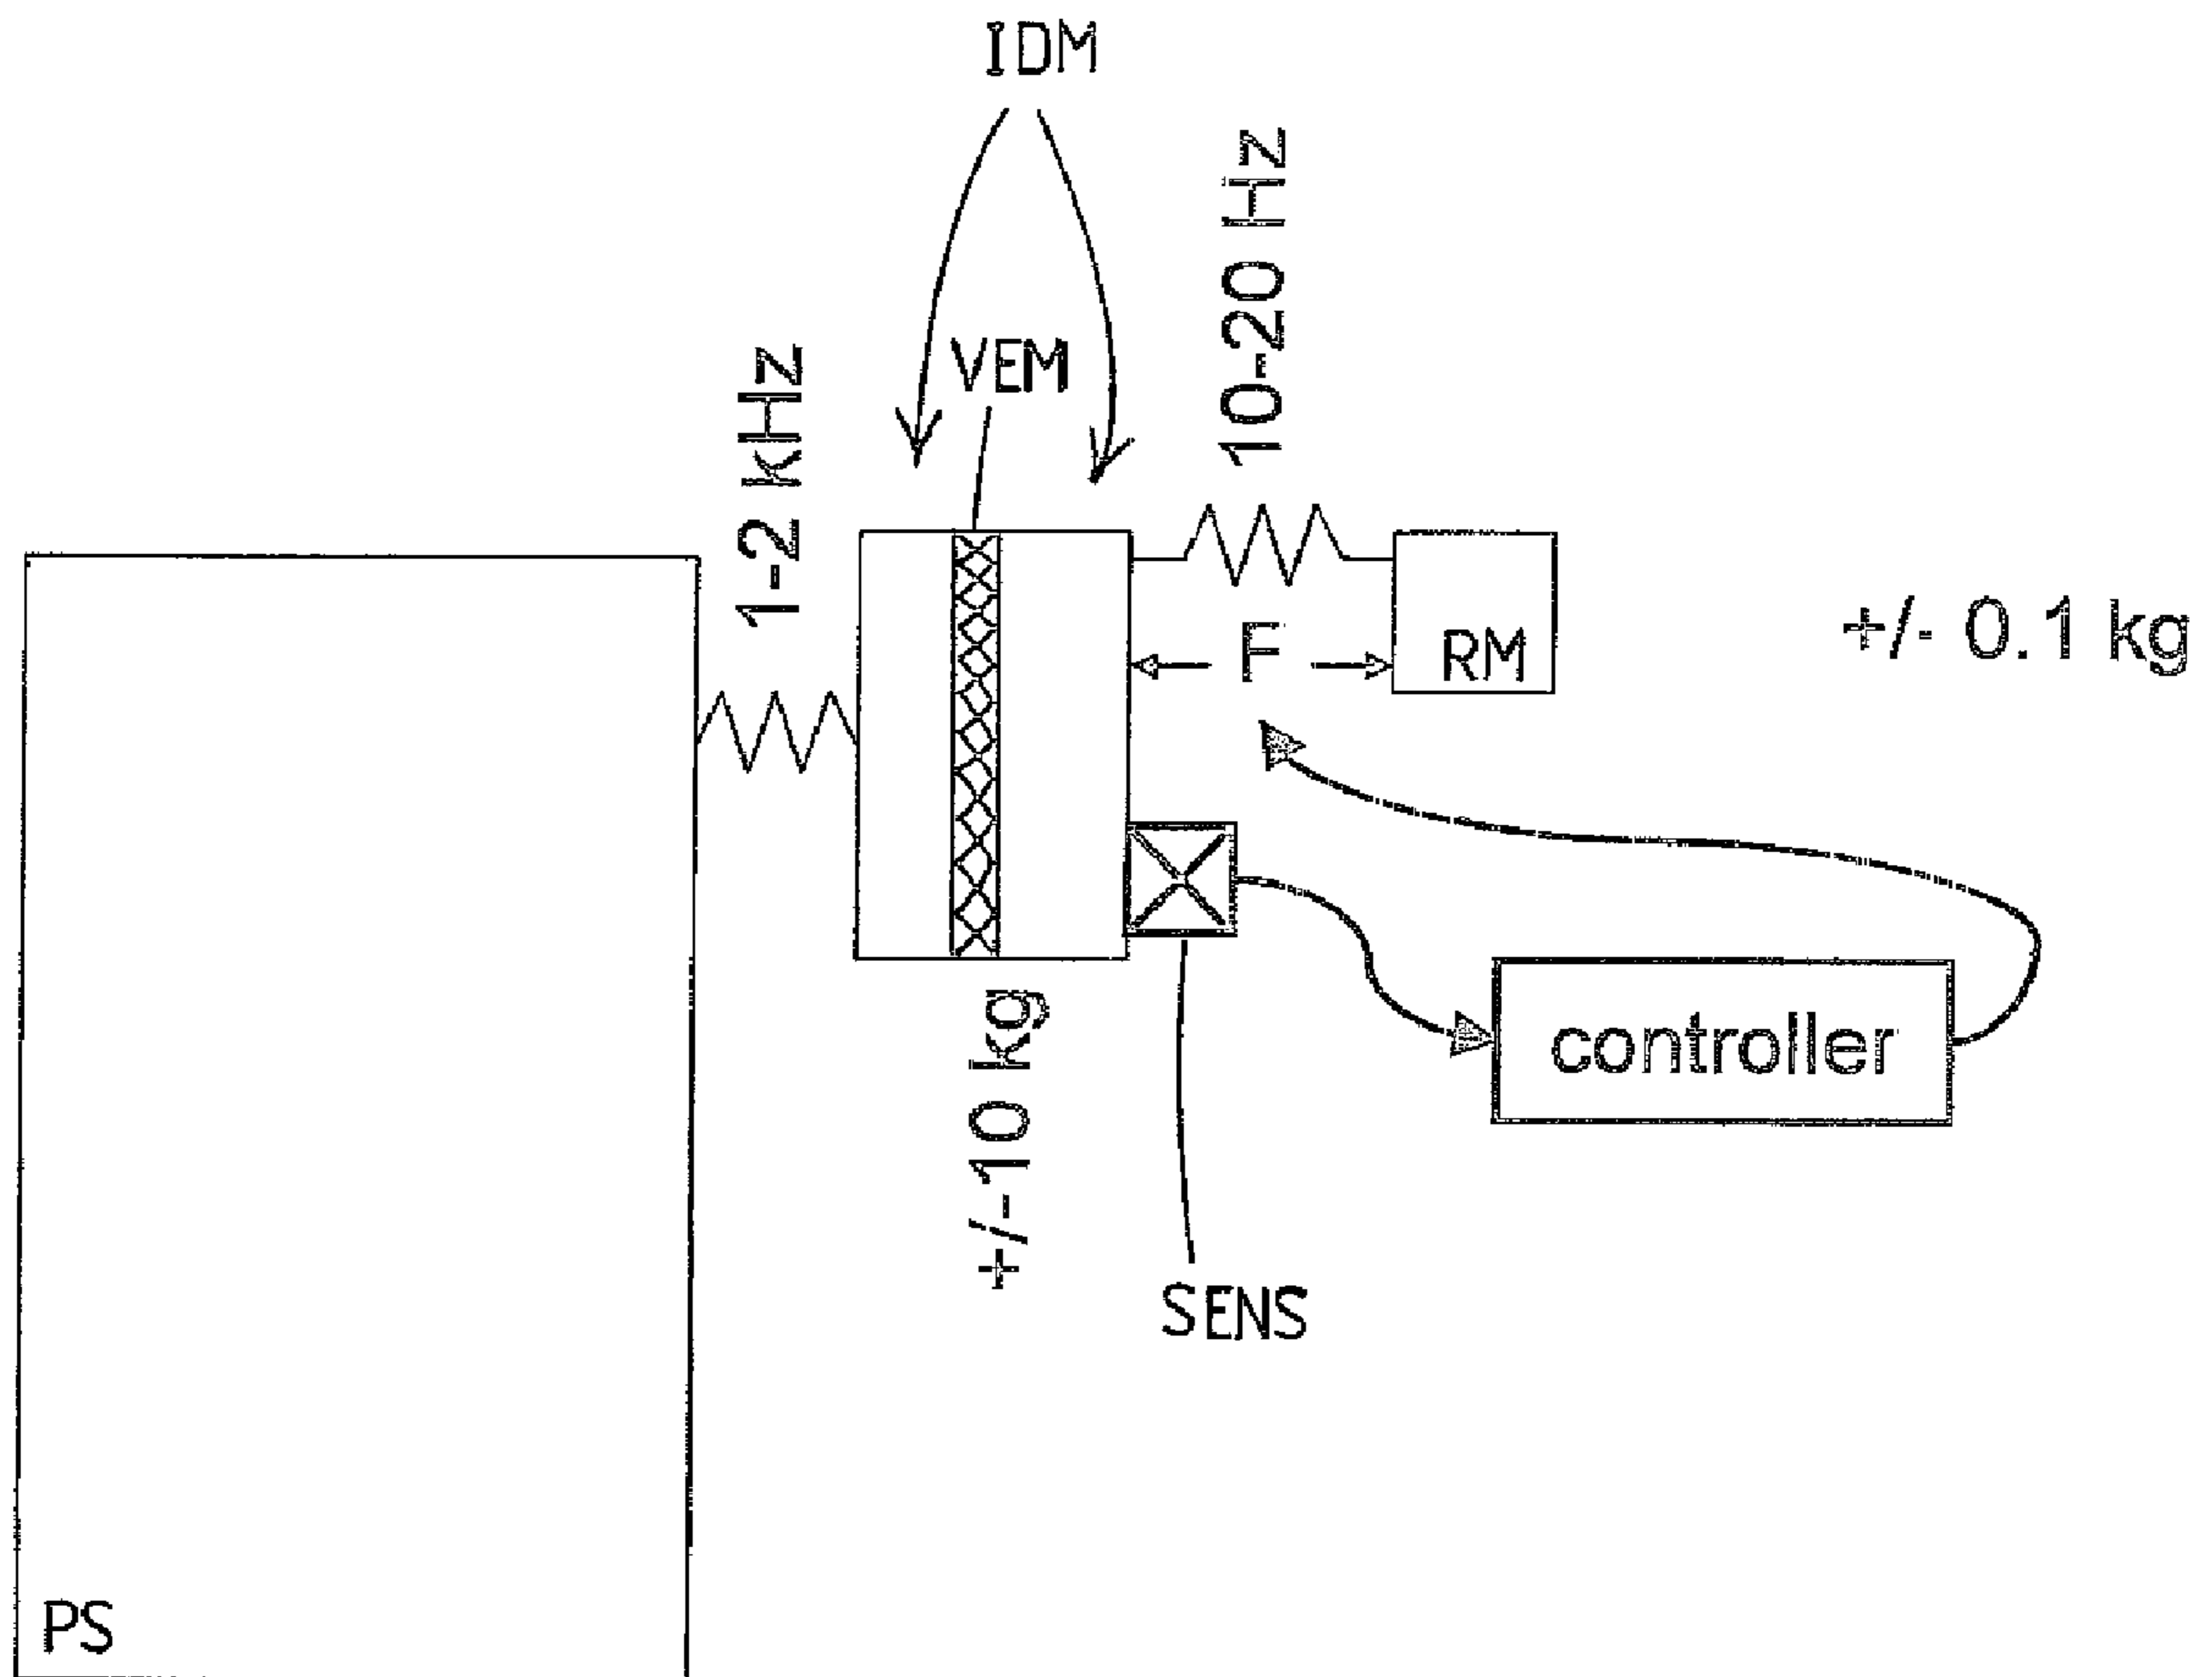 IDM
10-20 Hz
VEM
1-2 kHz
F
RM
+/- 0.1 kg
controller
+/-10 kg
SENS
PS